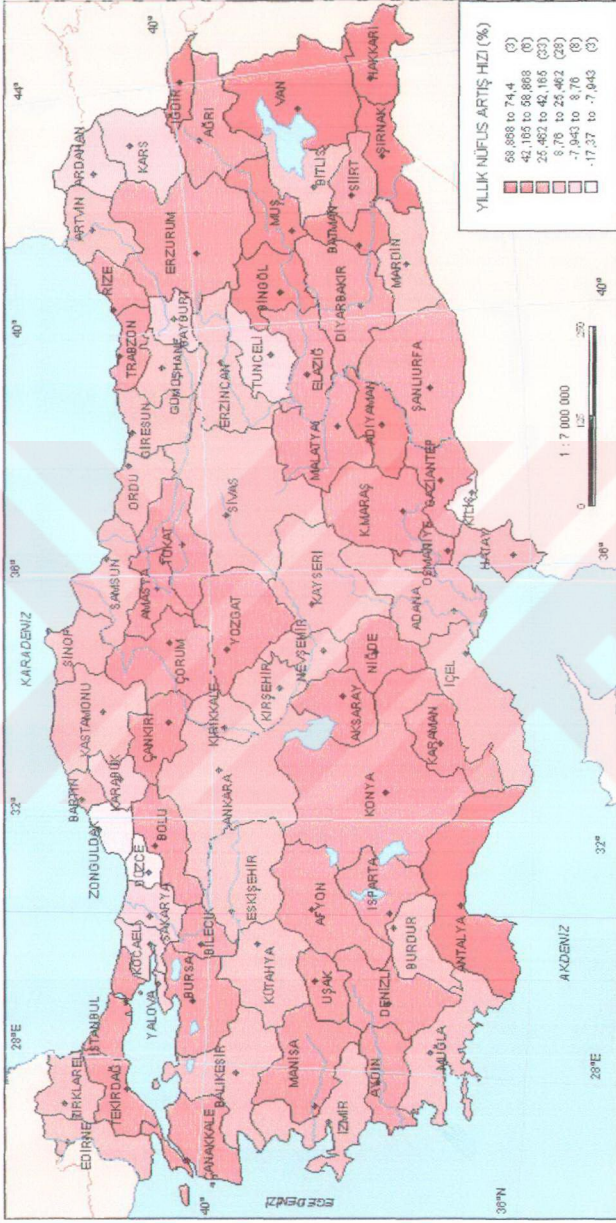 KARADENİZ
44°
40°
36°
32°
28°E
40°
EDİRNE
KIRKLARELİ
TEKİRDAĞ
İSTANBUL
YALOVA
KOCAELİ
SAKARYA
DÜZCE
ZONGULDAK
BARTIN
KARABÜK
KASTAMONU
SİNOP
SAMSUN
ORDU
GİRESUN
TRABZON
RİZE
ARTVİN
ARDAHAN
KARS
IĞDIR
AĞRI
ERZURUM
BAYBURT
GÜMÜŞHANE
ERZİNCAN
TUNCELİ
BİNGÖL
MUŞ
VAN
BİTLİS
HAKKARİ
ŞIRNAK
SİİRT
BATMAN
MARDİN
DİYARBAKIR
ELAZIĞ
MALATYA
ADIYAMAN
ŞANLIURFA
GAZİANTEP
KİLİS
K.MARAŞ
OSMANİYE
HATAY
ADANA
İÇEL
KAYSERİ
SİVAS
TOKAT
AMASYA
ÇORUM
YOZGAT
ÇANKIRI
KIRIKKALE
KIRŞEHİR
NEVŞEHİR
NİĞDE
AKSARAY
KARAMAN
KONYA
ANKARA
BOLU
BİLECİK
ESKİŞEHİR
BURSA
KÜTAHYA
AFYON
ISPARTA
BURDUR
ANTALYA
DENİZLİ
UŞAK
MANİSA
BALIKESİR
ÇANAKKALE
İZMİR
AYDIN
MUĞLA
EGE DENİZİ
AKDENİZ
40°
36°N
28°E
32°
36°
40°
1 : 7 000 000
0 125 250
YILLIK NÜFUS ARTIŞ HIZI (%)
58,868 to 74,4 (3)
42,165 to 58,868 (6)
25,462 to 42,165 (33)
8,76 to 25,462 (28)
-7,943 to 8,76 (8)
-17,37 to -7,943 (3)